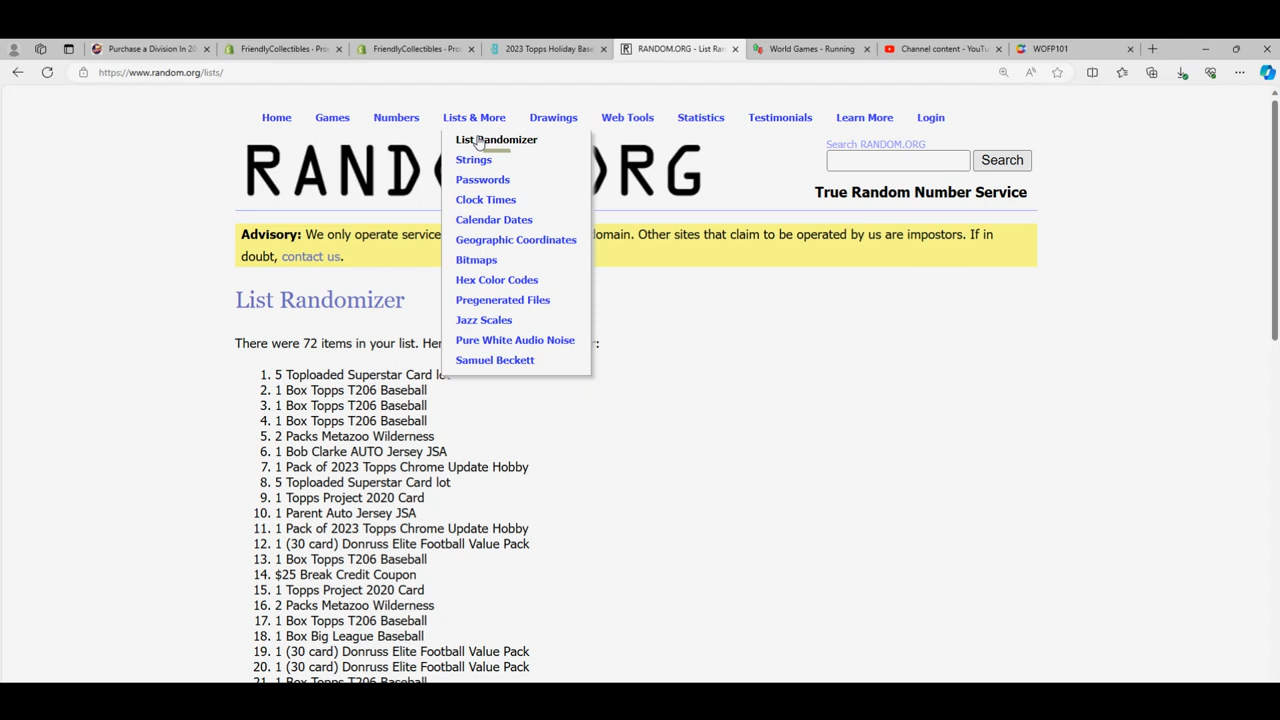 Purchase a Division In 20
FriendlyCollectibles - Pro
FriendlyCollectibles - Pro
2023 Topps Holiday Base
RANDOM.ORG - List Ran
World Games - Running
Channel content - YouTu
WOFP101
https://www.random.org/lists/
Home Games Numbers Lists & More Drawings Web Tools Statistics Testimonials Learn More Login
List Randomizer
Strings
Passwords
Clock Times
Calendar Dates
Geographic Coordinates
Bitmaps
Hex Color Codes
Pregenerated Files
Jazz Scales
Pure White Audio Noise
Samuel Beckett
RAND RG
Search RANDOM.ORG
Search
True Random Number Service
Advisory: We only operate service omain. Other sites that claim to be operated by us are impostors. If in
doubt, contact us.
List Randomizer
There were 72 items in your list. Her r:
1. 5 Toploaded Superstar Card lo
2. 1 Box Topps T206 Baseball
3. 1 Box Topps T206 Baseball
4. 1 Box Topps T206 Baseball
5. 2 Packs Metazoo Wilderness
6. 1 Bob Clarke AUTO Jersey JSA
7. 1 Pack of 2023 Topps Chrome Update Hobby
8. 5 Toploaded Superstar Card lot
9. 1 Topps Project 2020 Card
10. 1 Parent Auto Jersey JSA
11. 1 Pack of 2023 Topps Chrome Update Hobby
12. 1 (30 card) Donruss Elite Football Value Pack
13. 1 Box Topps T206 Baseball
14. $25 Break Credit Coupon
15. 1 Topps Project 2020 Card
16. 2 Packs Metazoo Wilderness
17. 1 Box Topps T206 Baseball
18. 1 Box Big League Baseball
19. 1 (30 card) Donruss Elite Football Value Pack
20. 1 (30 card) Donruss Elite Football Value Pack
21. 1 Box Topps T206 Baseball